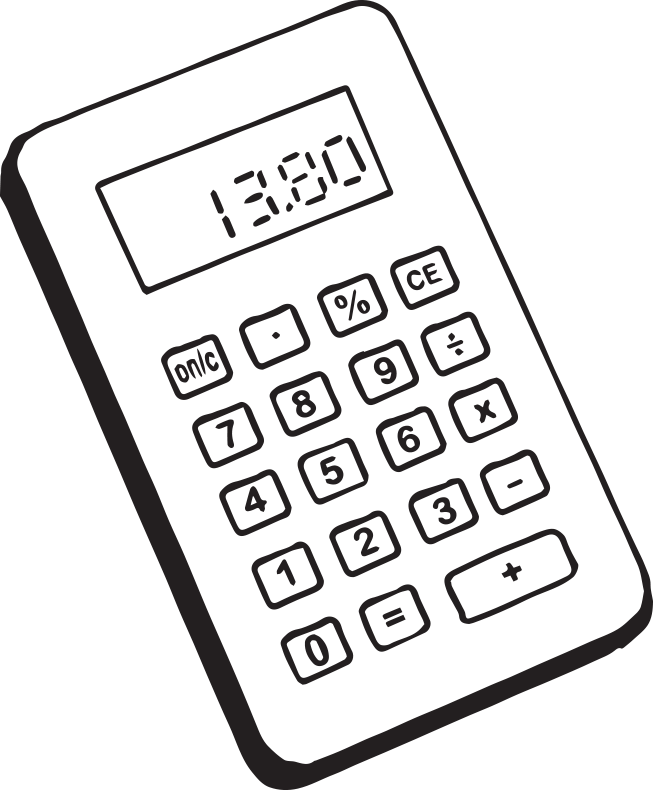 13.80
on/c · % CE
7 8 9 ÷
4 5 6 x
1 2 3 -
0 = +